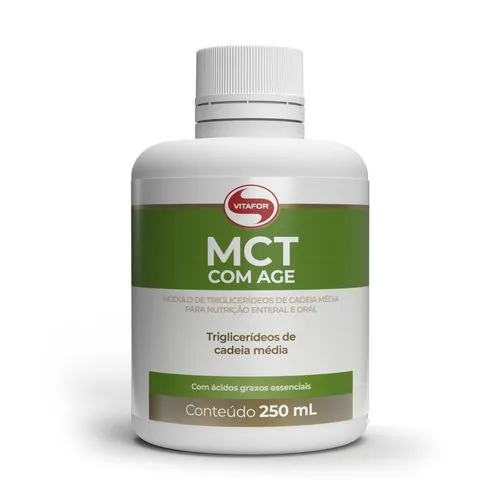 VITAFOR
MCT
COM AGE
MÓDULO DE TRIGLICERÍDEOS DE CADEIA MÉDIA
PARA NUTRIÇÃO ENTERAL E ORAL
Triglicerídeos de
cadeia média
Com ácidos graxos essenciais
Conteúdo 250 mL